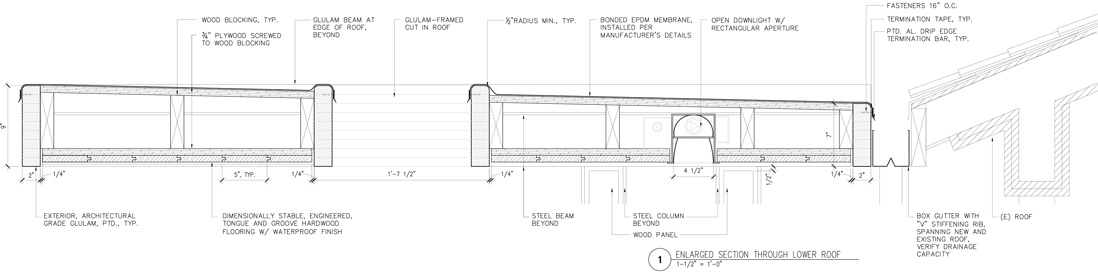 WOOD BLOCKING, TYP.
¾" PLYWOOD SCREWED
TO WOOD BLOCKING
GLULAM BEAM AT
EDGE OF ROOF,
BEYOND
GLULAM-FRAMED
CUT IN ROOF
½"RADIUS MIN., TYP.
BONDED EPDM MEMBRANE,
INSTALLED PER
MANUFACTURER'S DETAILS
OPEN DOWNLIGHT W/
RECTANGULAR APERTURE
FASTENERS 16" O.C.
TERMINATION TAPE, TYP.
PTD. AL. DRIP EDGE
TERMINATION BAR, TYP.
9"
7"
2"
1/4"
5", TYP.
1/4"
1'-7 1/2"
1/4"
4 1/2"
1/2"
1/4"
2"
EXTERIOR, ARCHITECTURAL
GRADE GLULAM, PTD., TYP.
DIMENSIONALLY STABLE, ENGINEERED,
TONGUE AND GROOVE HARDWOOD
FLOORING W/ WATERPROOF FINISH
STEEL BEAM
BEYOND
STEEL COLUMN
BEYOND
WOOD PANEL
BOX GUTTER WITH
"V" STIFFENING RIB,
SPANNING NEW AND
EXISTING ROOF,
VERIFY DRAINAGE
CAPACITY
(E) ROOF
1
ENLARGED SECTION THROUGH LOWER ROOF
1-1/2" = 1'-0"